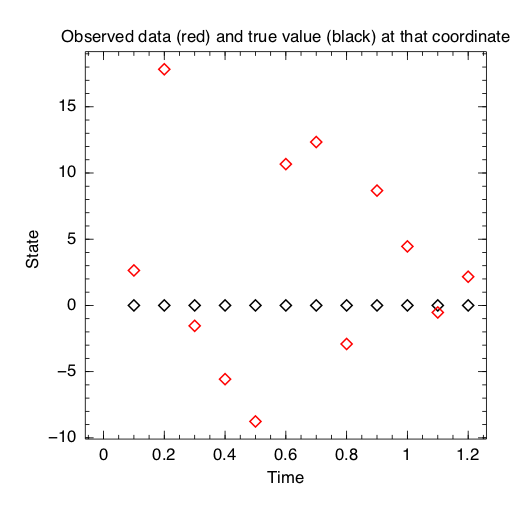 Observed data (red) and true value (black) at that coordinate
15
10
5
0
−5
−10
State
0 0.2 0.4 0.6 0.8 1 1.2
Time